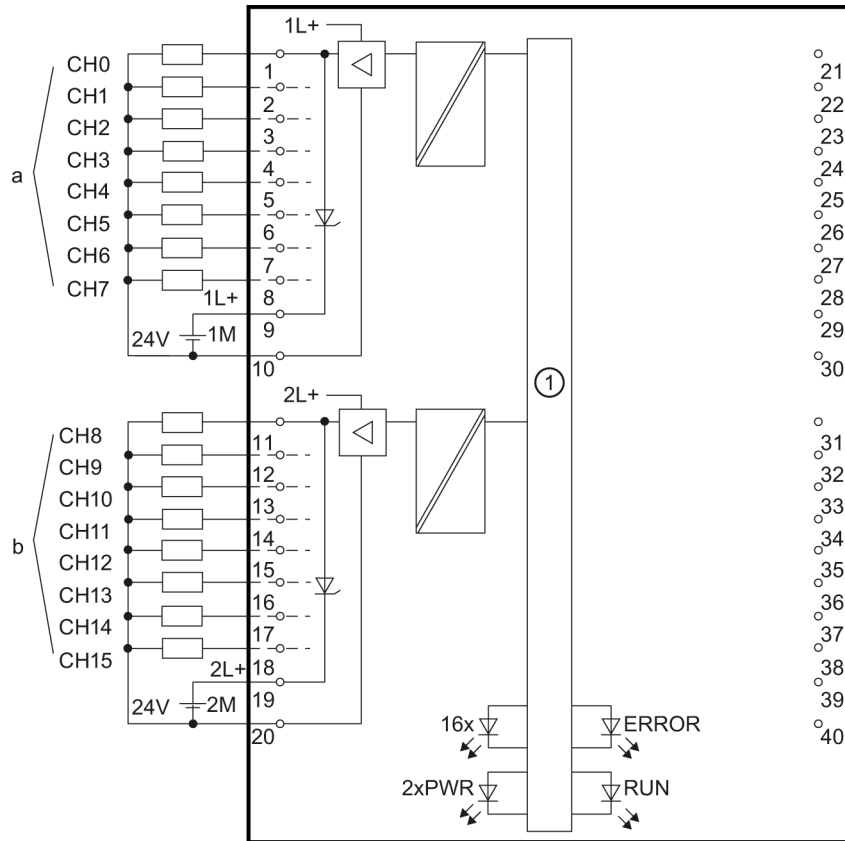 1L+
CH0
1
21
CH1
2
22
CH2
3
23
CH3
4
24
a
CH4
5
25
CH5
6
26
CH6
7
27
CH7
1L+
8
28
24V
1M
9
29
10
30
1
2L+
CH8
11
31
CH9
12
32
CH10
13
33
CH11
14
34
b
CH12
15
35
CH13
16
36
CH14
17
37
CH15
2L+
18
38
24V
2M
19
39
20
40
16x
ERROR
2xPWR
RUN